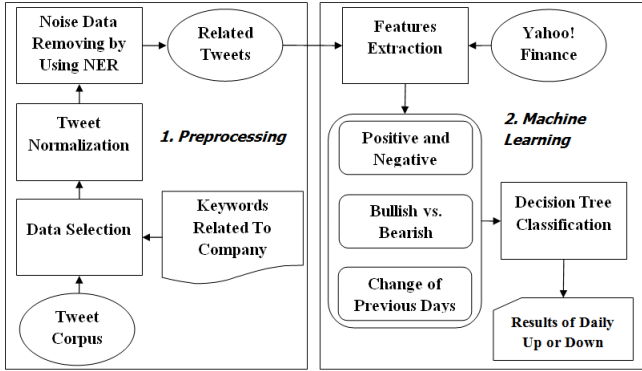 Noise Data
Removing by
Using NER
Related
Tweets
Features
Extraction
Yahoo!
Finance
Tweet
Normalization
1. Preprocessing
2. Machine
Learning
Positive and
Negative
Data Selection
Keywords
Related To
Company
Bullish vs.
Bearish
Decision Tree
Classification
Change of
Previous Days
Tweet
Corpus
Results of Daily
Up or Down